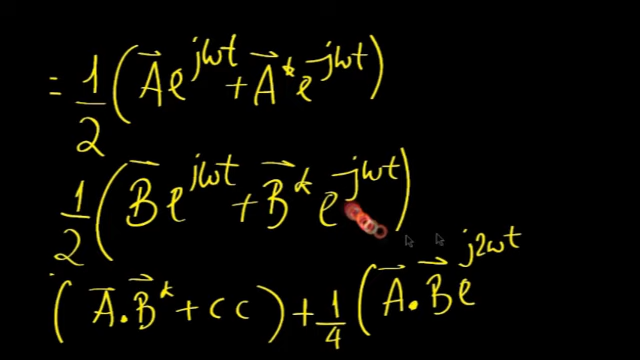 = 1/2 ( A⃗ e^{jωt} + A⃗* e^{-jωt} )
1/2 ( B⃗ e^{jωt} + B⃗* e^{-jωt} )
( A⃗ · B⃗* + CC ) + 1/4 ( A⃗ · B⃗ e^{j2ωt}